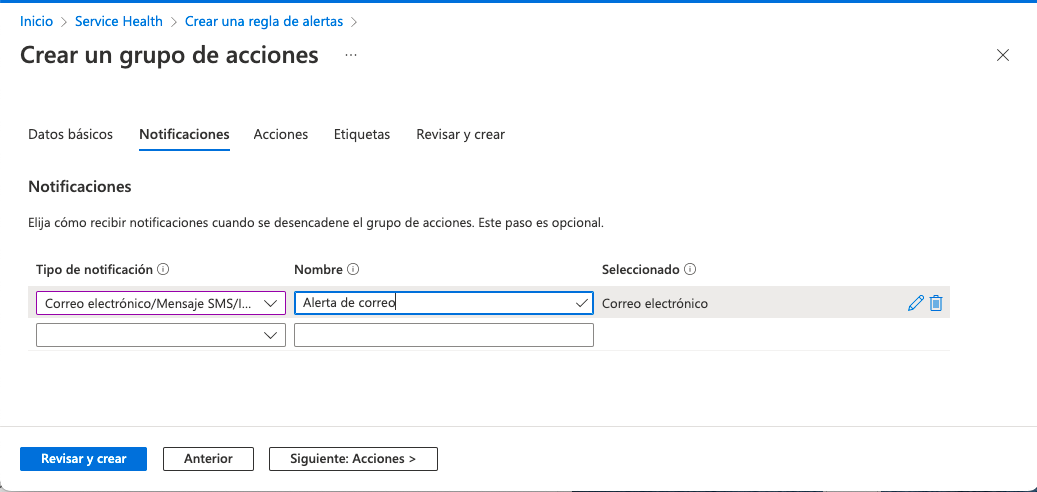 Inicio > Service Health > Crear una regla de alertas >
Crear un grupo de acciones ...
Datos básicos Notificaciones Acciones Etiquetas Revisar y crear
Notificaciones
Elija cómo recibir notificaciones cuando se desencadene el grupo de acciones. Este paso es opcional.
Tipo de notificación Nombre Seleccionado
Correo electrónico/Mensaje SMS/I... Alerta de correo Correo electrónico
Revisar y crear Anterior Siguiente: Acciones >